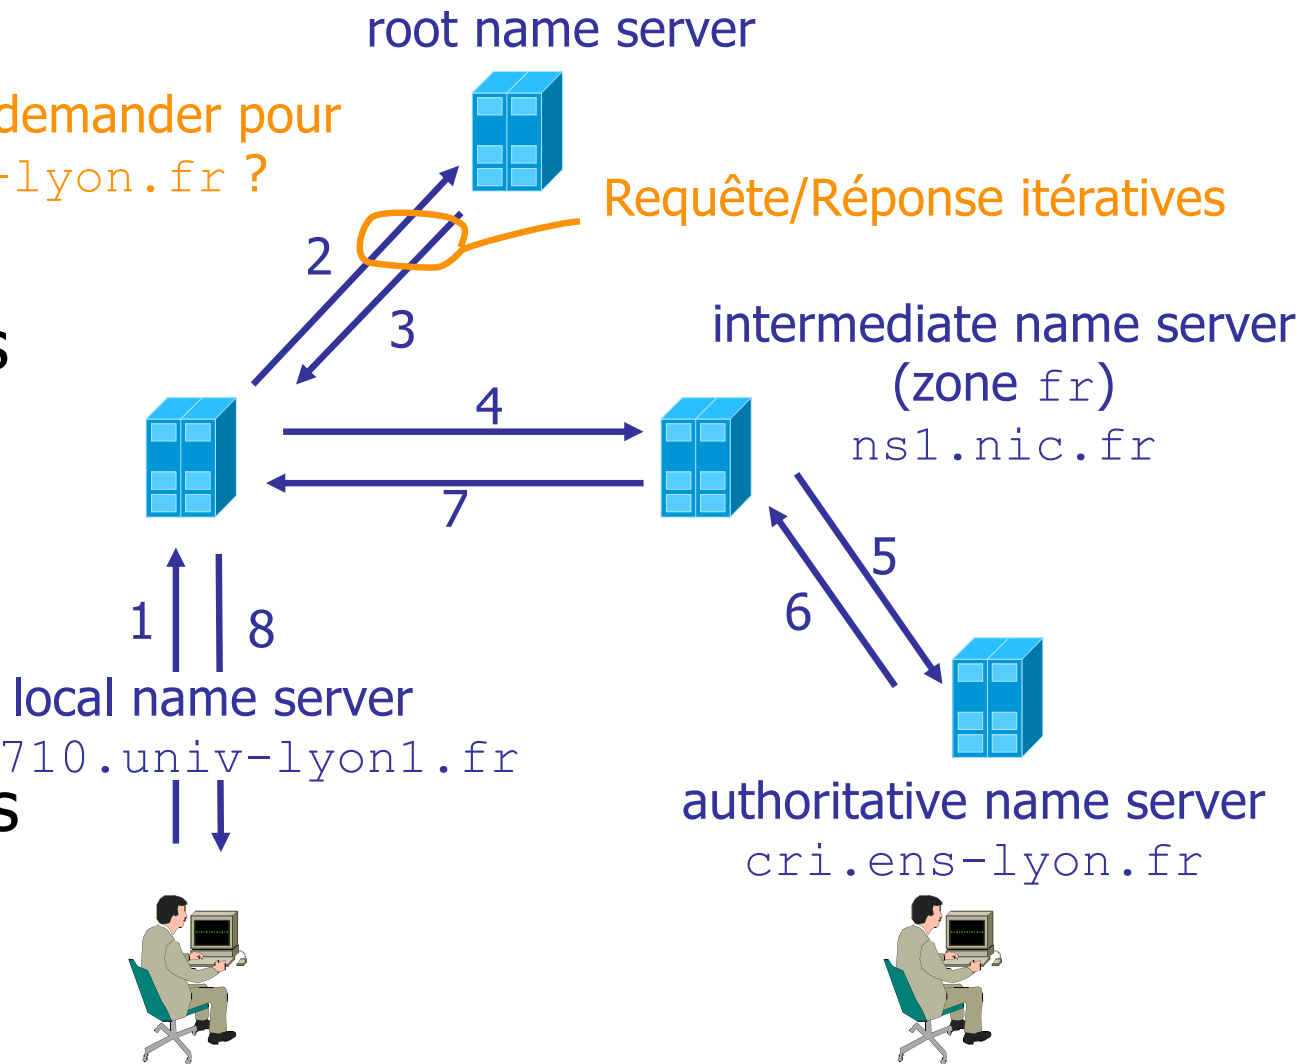 root name server
demander pour
-lyon.fr ?
Requête/Réponse itératives
2
3
intermediate name server
(zone fr)
ns1.nic.fr
s
4
7
5
6
1
8
local name server
710.univ-lyon1.fr
s
authoritative name server
cri.ens-lyon.fr